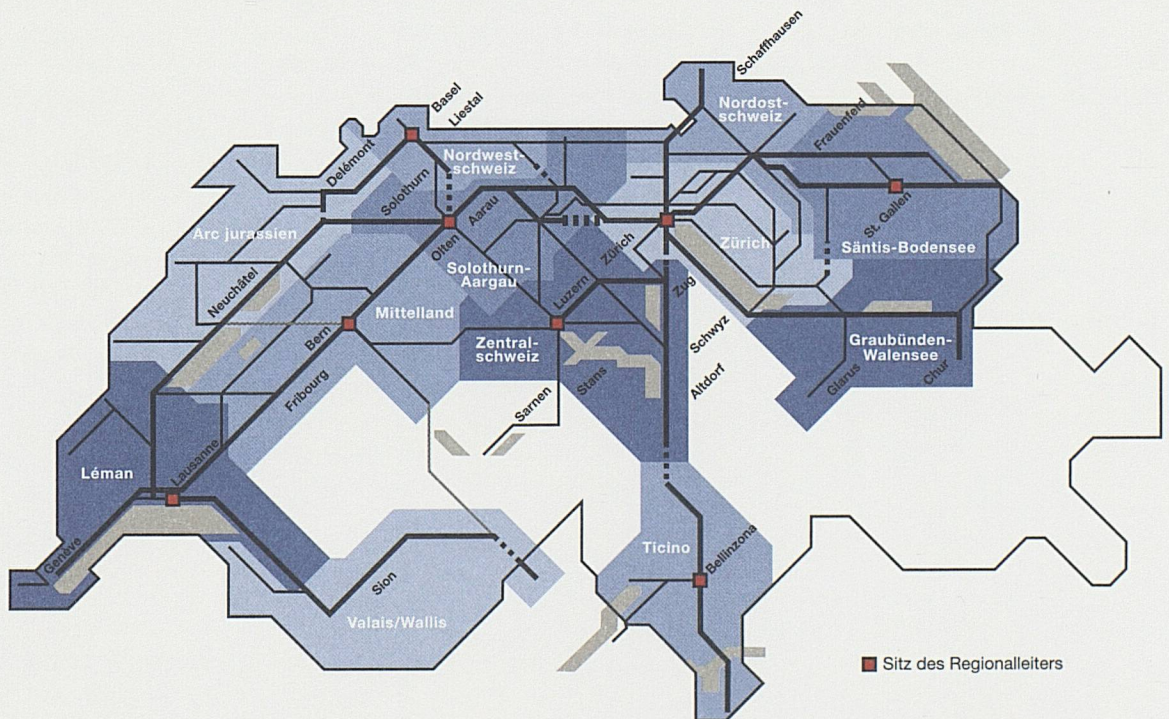 Schaffhausen
Nordost-
schweiz
Basel
Liestal
Frauenfeld
Delémont
Nordwest-
schweiz
Solothurn
Aarau
St. Gallen
Arc jurassien
Olten
Zürich
Zürich
Säntis-Bodensee
Solothurn-
Aargau
Neuchâtel
Luzern
Zug
Mittelland
Bern
Schwyz
Zentral-
schweiz
Graubünden-
Walensee
Fribourg
Stans
Altdorf
Glarus
Chur
Sarnen
Lausanne
Léman
Genève
Ticino
Bellinzona
Sion
Valais/Wallis
Sitz des Regionalleiters